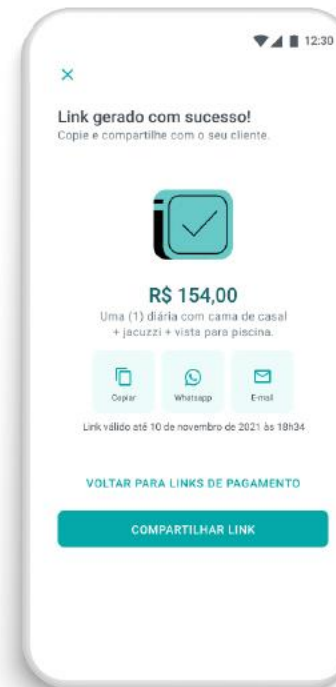 12:30
Link gerado com sucesso!
Copie e compartilhe com o seu cliente.
R$ 154,00
Uma (1) diária com cama de casal
+ jacuzzi + vista para piscina.
Copiar Whatsapp E-mail
Link válido até 10 de novembro de 2021 às 18h34
VOLTAR PARA LINKS DE PAGAMENTO
COMPARTILHAR LINK